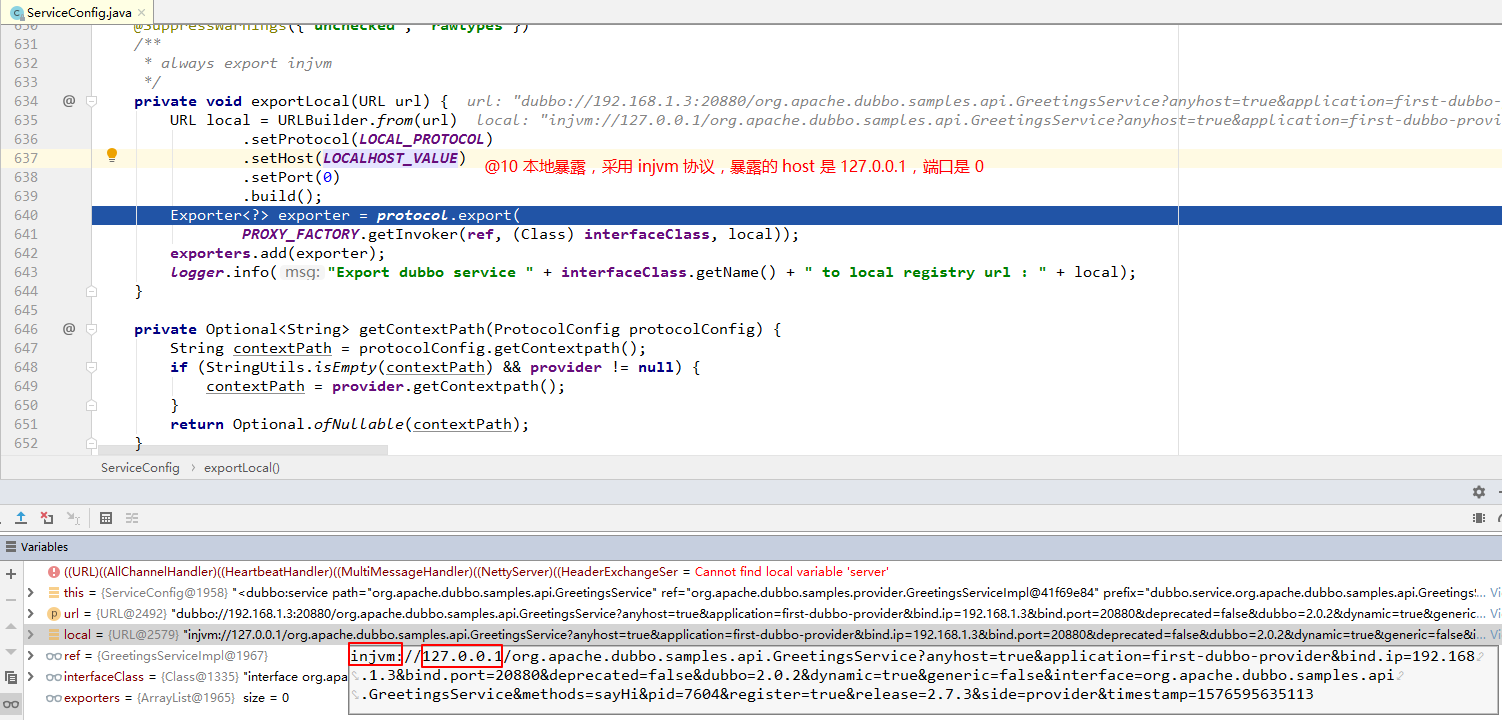 ServiceConfig.java
630 @SuppressWarnings({"unchecked", "rawtypes"})
631 /**
632 * always export injvm
633 */
634 @ private void exportLocal(URL url) { url: "dubbo://192.168.1.3:20880/org.apache.dubbo.samples.api.GreetingsService?anyhost=true&application=first-dubbo-
635 URL local = URLBuilder.from(url) local: "injvm://127.0.0.1/org.apache.dubbo.samples.api.GreetingsService?anyhost=true&application=first-dubbo-provi
636 .setProtocol(LOCAL_PROTOCOL)
637 .setHost(LOCALHOST_VALUE) @10 本地暴露，采用 injvm 协议，暴露的 host 是 127.0.0.1，端口是 0
638 .setPort(0)
639 .build();
640 Exporter<?> exporter = protocol.export(
641 PROXY_FACTORY.getInvoker(ref, (Class) interfaceClass, local));
642 exporters.add(exporter);
643 logger.info( msg: "Export dubbo service " + interfaceClass.getName() + " to local registry url : " + local);
644 }
645
646 @ private Optional<String> getContextPath(ProtocolConfig protocolConfig) {
647 String contextPath = protocolConfig.getContextpath();
648 if (StringUtils.isEmpty(contextPath) && provider != null) {
649 contextPath = provider.getContextpath();
650 }
651 return Optional.ofNullable(contextPath);
652 }
ServiceConfig › exportLocal()
Variables
((URL)((AllChannelHandler)((HeartbeatHandler)((MultiMessageHandler)((NettyServer)((HeaderExchangeSer = Cannot find local variable 'server'
this = {ServiceConfig@1958} "<dubbo:service path="org.apache.dubbo.samples.api.GreetingsService" ref="org.apache.dubbo.samples.provider.GreetingsServiceImpl@41f69e84" prefix="dubbo.service.org.apache.dubbo.samples.api.GreetingsS... Vi
url = {URL@2492} "dubbo://192.168.1.3:20880/org.apache.dubbo.samples.api.GreetingsService?anyhost=true&application=first-dubbo-provider&bind.ip=192.168.1.3&bind.port=20880&deprecated=false&dubbo=2.0.2&dynamic=true&generic... Vi
local = {URL@2579} "injvm://127.0.0.1/org.apache.dubbo.samples.api.GreetingsService?anyhost=true&application=first-dubbo-provider&bind.ip=192.168.1.3&bind.port=20880&deprecated=false&dubbo=2.0.2&dynamic=true&generic=false&i... Vi
ref = {GreetingsServiceImpl@1967}
interfaceClass = {Class@1335} "interface org.apa
exporters = {ArrayList@1965} size = 0
injvm://127.0.0.1/org.apache.dubbo.samples.api.GreetingsService?anyhost=true&application=first-dubbo-provider&bind.ip=192.168
.1.3&bind.port=20880&deprecated=false&dubbo=2.0.2&dynamic=true&generic=false&interface=org.apache.dubbo.samples.api
.GreetingsService&methods=sayHi&pid=7604&register=true&release=2.7.3&side=provider&timestamp=1576595635113